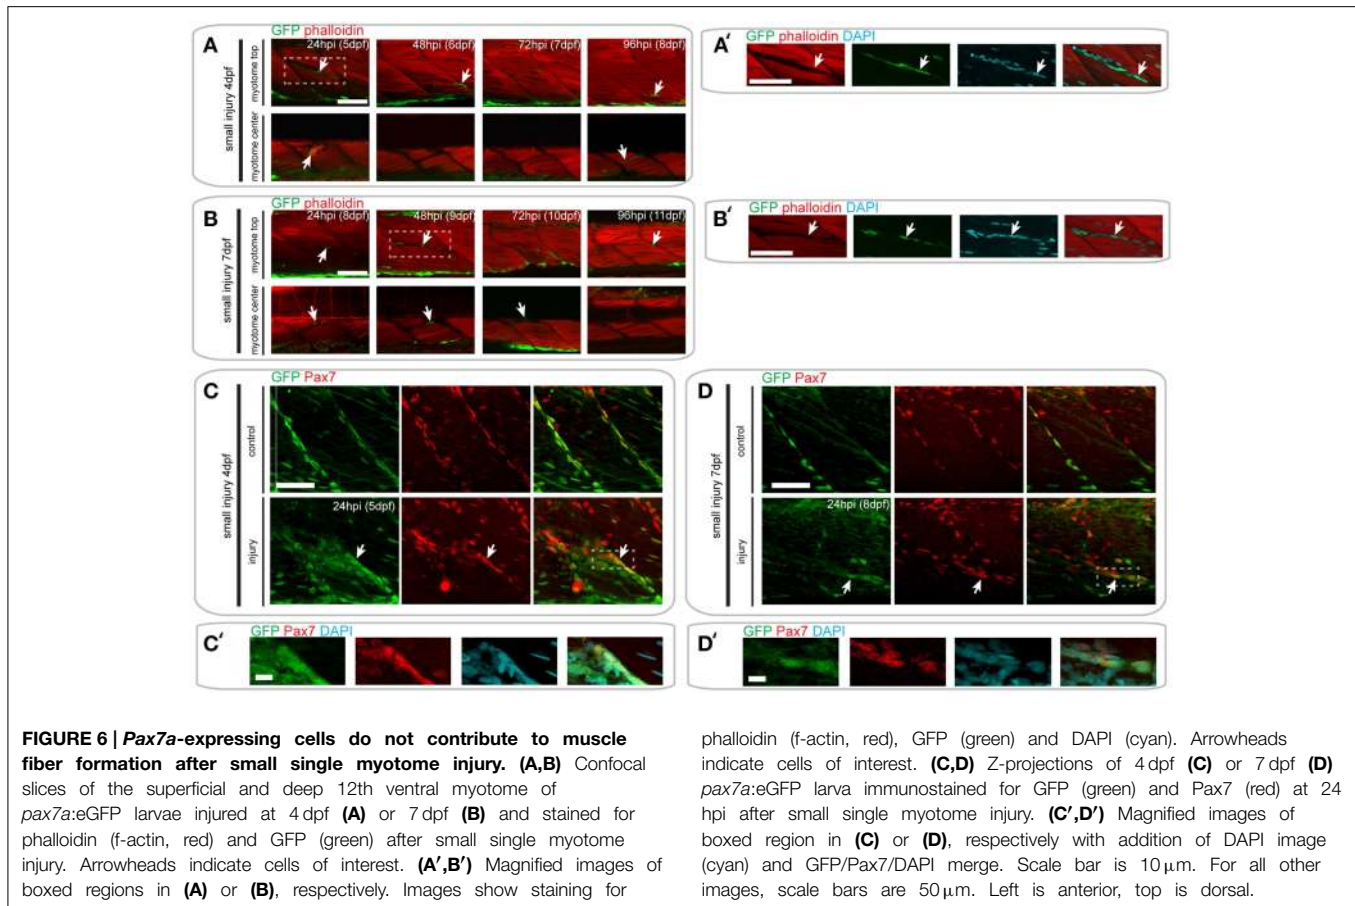 A
GFP phalloidin
24hpi (5dpf)
48hpi (6dpf)
72hpi (7dpf)
96hpi (8dpf)
small injury 4dpf
myotome top
myotome center
A′
GFP phalloidin DAPI
B
GFP phalloidin
24hpi (8dpf)
48hpi (9dpf)
72hpi (10dpf)
96hpi (11dpf)
small injury 7dpf
myotome top
myotome center
B′
GFP phalloidin DAPI
C
GFP Pax7
small injury 4dpf
control
injury
24hpi (5dpf)
D
GFP Pax7
small injury 7dpf
control
injury
24hpi (8dpf)
C′
GFP Pax7 DAPI
D′
GFP Pax7 DAPI
FIGURE 6 | Pax7a-expressing cells do not contribute to muscle
fiber formation after small single myotome injury. (A,B) Confocal
slices of the superficial and deep 12th ventral myotome of
pax7a:eGFP larvae injured at 4 dpf (A) or 7 dpf (B) and stained for
phalloidin (f-actin, red) and GFP (green) after small single myotome
injury. Arrowheads indicate cells of interest. (A′,B′) Magnified images of
boxed regions in (A) or (B), respectively. Images show staining for
phalloidin (f-actin, red), GFP (green) and DAPI (cyan). Arrowheads
indicate cells of interest. (C,D) Z-projections of 4 dpf (C) or 7 dpf (D)
pax7a:eGFP larva immunostained for GFP (green) and Pax7 (red) at 24
hpi after small single myotome injury. (C′,D′) Magnified images of
boxed region in (C) or (D), respectively with addition of DAPI image
(cyan) and GFP/Pax7/DAPI merge. Scale bar is 10 μm. For all other
images, scale bars are 50 μm. Left is anterior, top is dorsal.